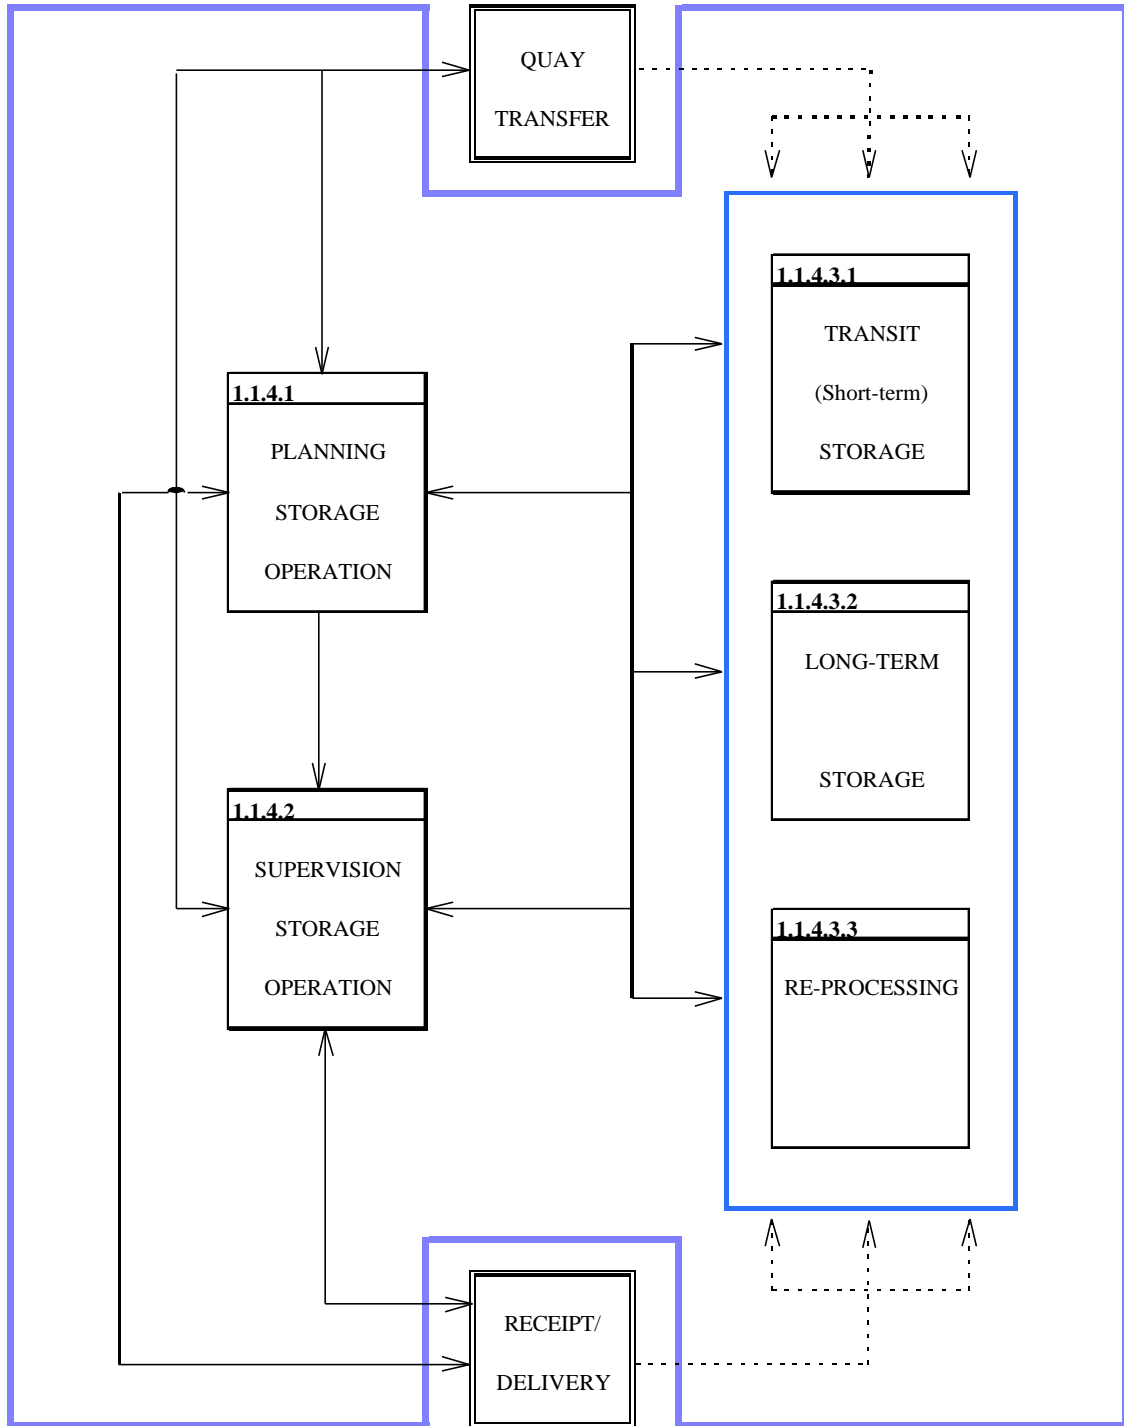 QUAY
TRANSFER
1.1.4.3.1
TRANSIT
(Short-term)
STORAGE
1.1.4.1
PLANNING
STORAGE
OPERATION
1.1.4.3.2
LONG-TERM
STORAGE
1.1.4.2
SUPERVISION
STORAGE
OPERATION
1.1.4.3.3
RE-PROCESSING
RECEIPT/
DELIVERY